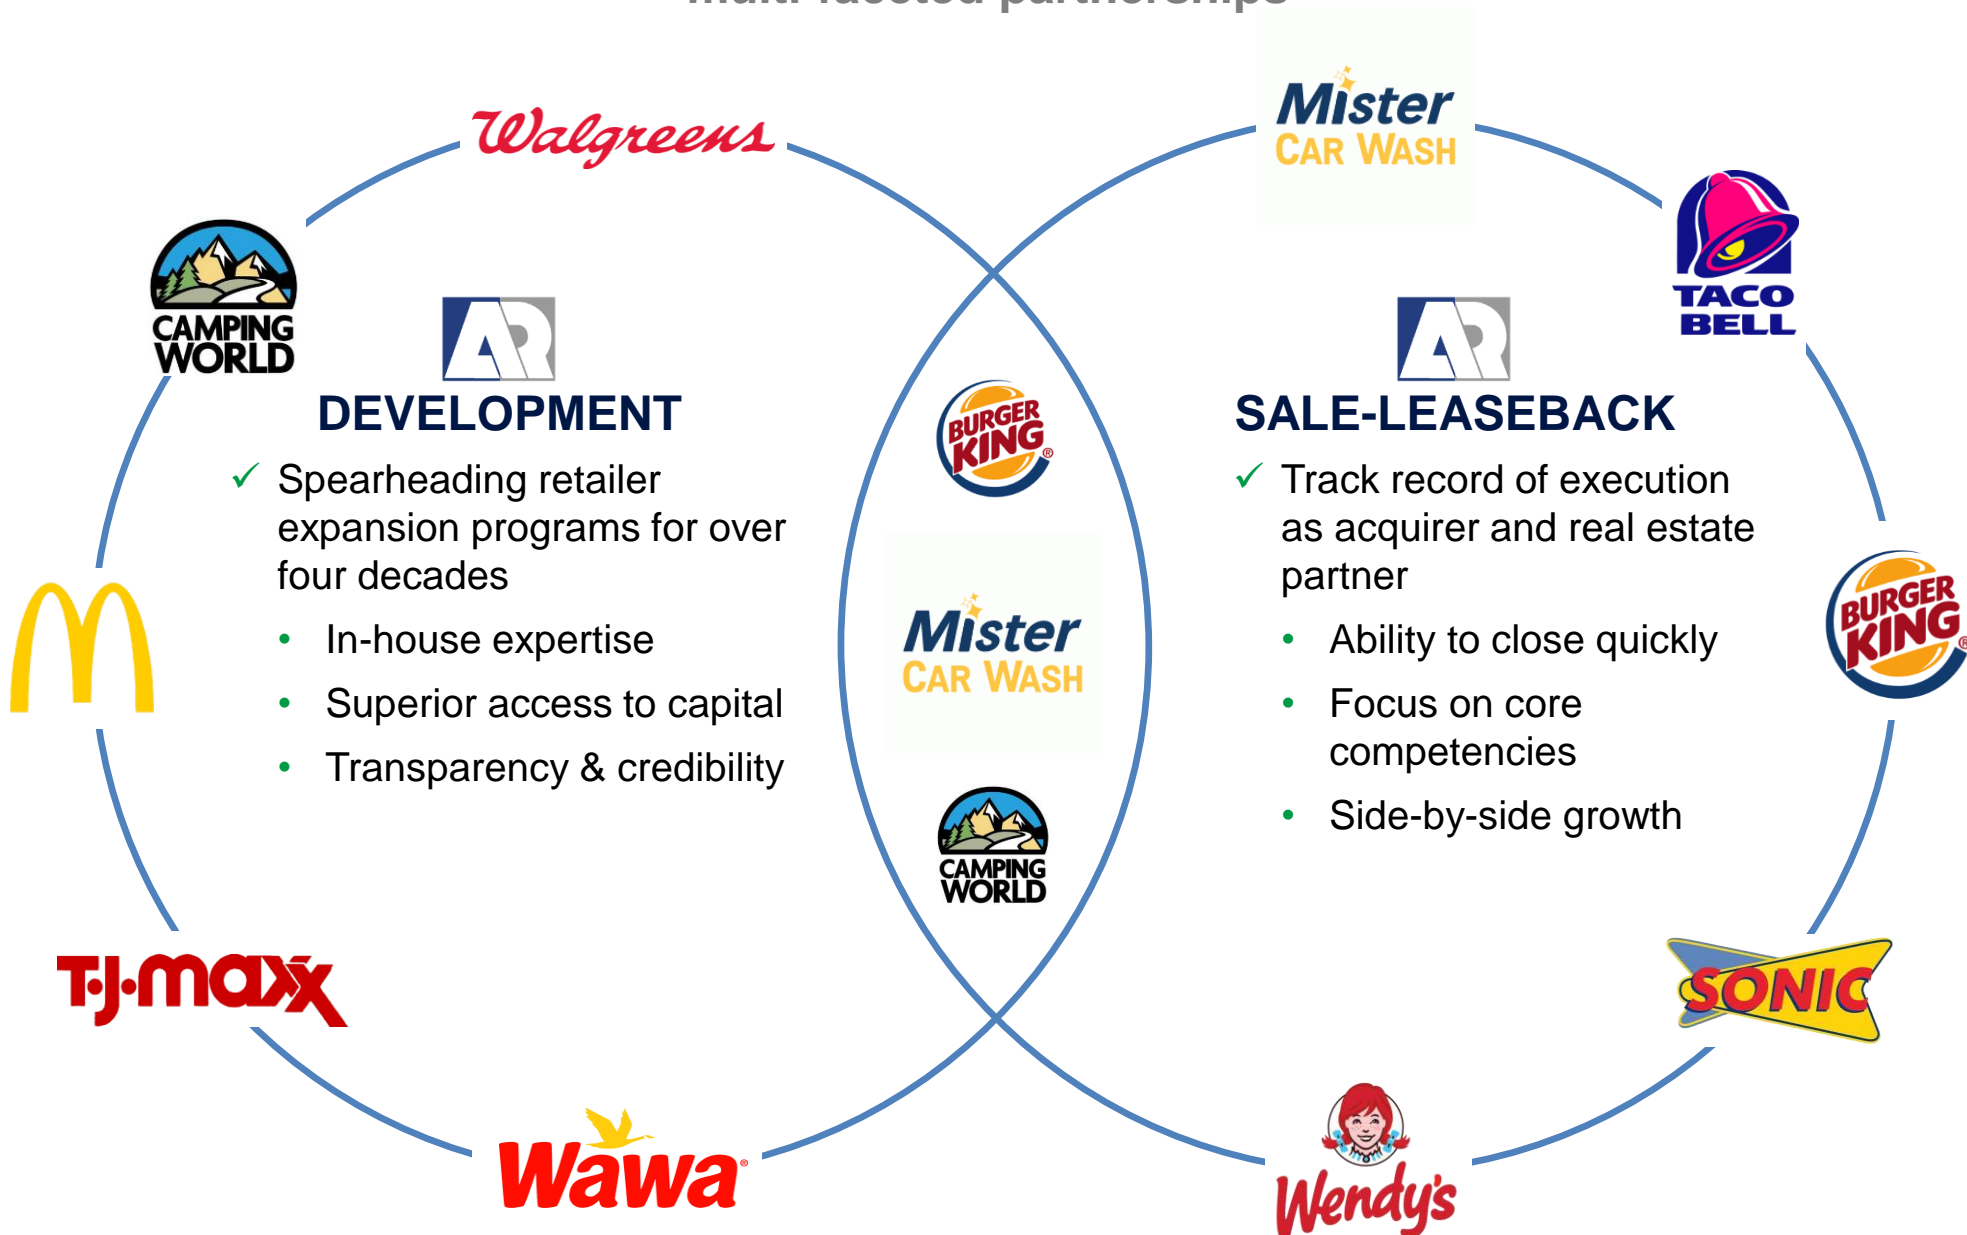 multi-faceted partnerships
Walgreens
Mister
CAR WASH
TACO
BELL
CAMPING
WORLD
AR
DEVELOPMENT
✓ Spearheading retailer
expansion programs for over
four decades
• In-house expertise
• Superior access to capital
• Transparency & credibility
BURGER
KING®
Mister
CAR WASH
CAMPING
WORLD
AR
SALE-LEASEBACK
✓ Track record of execution
as acquirer and real estate
partner
• Ability to close quickly
• Focus on core
competencies
• Side-by-side growth
BURGER
KING®
T·J·maxx
SONIC
Wawa®
Wendy's